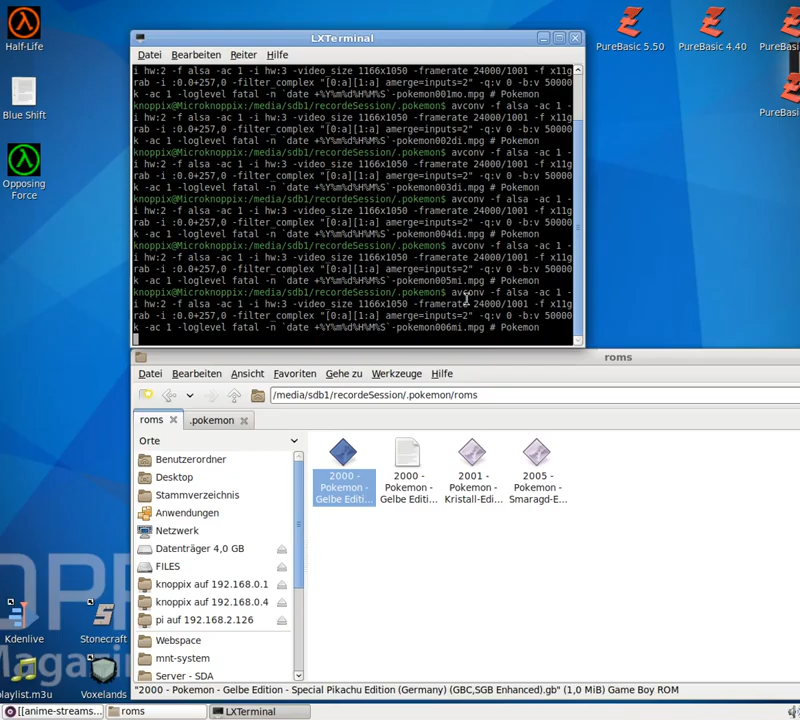 Half-Life
Blue Shift
Opposing
Force
PureBasic 5.50
PureBasic 4.40
PureBasi
PureBasi
LXTerminal
Datei Bearbeiten Reiter Hilfe
i hw:2 -f alsa -ac 1 -i hw:3 -video_size 1166x1050 -framerate 24000/1001 -f x11g
rab -i :0.0+257,0 -filter_complex "[0:a][1:a] amerge=inputs=2" -q:v 0 -b:v 50000
k -ac 1 -loglevel fatal -n `date +%Y%m%d%H%M%S`-pokemon001mo.mpg # Pokemon
knoppix@Microknoppix:/media/sdb1/recordeSession/.pokemon$ avconv -f alsa -ac 1 -
i hw:2 -f alsa -ac 1 -i hw:3 -video_size 1166x1050 -framerate 24000/1001 -f x11g
rab -i :0.0+257,0 -filter_complex "[0:a][1:a] amerge=inputs=2" -q:v 0 -b:v 50000
k -ac 1 -loglevel fatal -n `date +%Y%m%d%H%M%S`-pokemon002di.mpg # Pokemon
knoppix@Microknoppix:/media/sdb1/recordeSession/.pokemon$ avconv -f alsa -ac 1 -
i hw:2 -f alsa -ac 1 -i hw:3 -video_size 1166x1050 -framerate 24000/1001 -f x11g
rab -i :0.0+257,0 -filter_complex "[0:a][1:a] amerge=inputs=2" -q:v 0 -b:v 50000
k -ac 1 -loglevel fatal -n `date +%Y%m%d%H%M%S`-pokemon003di.mpg # Pokemon
knoppix@Microknoppix:/media/sdb1/recordeSession/.pokemon$ avconv -f alsa -ac 1 -
i hw:2 -f alsa -ac 1 -i hw:3 -video_size 1166x1050 -framerate 24000/1001 -f x11g
rab -i :0.0+257,0 -filter_complex "[0:a][1:a] amerge=inputs=2" -q:v 0 -b:v 50000
k -ac 1 -loglevel fatal -n `date +%Y%m%d%H%M%S`-pokemon004di.mpg # Pokemon
knoppix@Microknoppix:/media/sdb1/recordeSession/.pokemon$ avconv -f alsa -ac 1 -
i hw:2 -f alsa -ac 1 -i hw:3 -video_size 1166x1050 -framerate 24000/1001 -f x11g
rab -i :0.0+257,0 -filter_complex "[0:a][1:a] amerge=inputs=2" -q:v 0 -b:v 50000
k -ac 1 -loglevel fatal -n `date +%Y%m%d%H%M%S`-pokemon005mi.mpg # Pokemon
knoppix@Microknoppix:/media/sdb1/recordeSession/.pokemon$ avconv -f alsa -ac 1 -
i hw:2 -f alsa -ac 1 -i hw:3 -video_size 1166x1050 -framerate 24000/1001 -f x11g
rab -i :0.0+257,0 -filter_complex "[0:a][1:a] amerge=inputs=2" -q:v 0 -b:v 50000
k -ac 1 -loglevel fatal -n `date +%Y%m%d%H%M%S`-pokemon006mi.mpg # Pokemon
roms
Datei Bearbeiten Ansicht Favoriten Gehe zu Werkzeuge Hilfe
/media/sdb1/recordeSession/.pokemon/roms
roms .pokemon
Orte
Benutzerordner
Desktop
Stammverzeichnis
Anwendungen
Netzwerk
Datenträger 4,0 GB
FILES
knoppix auf 192.168.0.1
knoppix auf 192.168.0.4
pi auf 192.168.2.126
Webspace
mnt-system
Server - SDA
2000 -
Pokemon -
Gelbe Editi...
2000 -
Pokemon -
Gelbe Editi...
2001 -
Pokemon -
Kristall-Edi...
2005 -
Pokemon -
Smaragd-E...
"2000 - Pokemon - Gelbe Edition - Special Pikachu Edition (Germany) (GBC,SGB Enhanced).gb" (1,0 MiB) Game Boy ROM
Kdenlive
Stonecraft
playlist.m3u
Voxelands
Magazin
[[anime-streams...
roms
LXTerminal